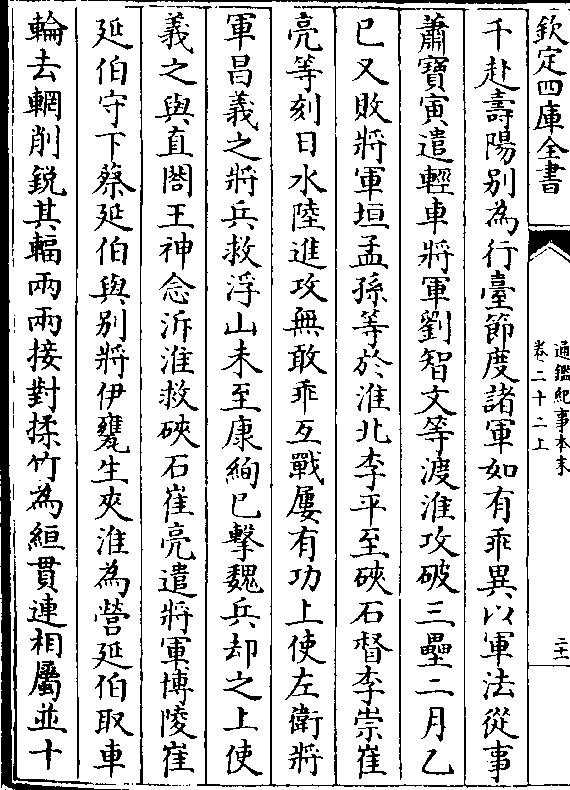 欽定四庫全書
通鑑紀事本末
卷二十二上
二十一
千赴壽陽别為行臺節度諸軍如有乖異以軍法從事
蕭寶寅遣輕車將軍劉智文等渡淮攻破三壘二月乙
巳又敗將軍垣孟孫等於淮北李平至硤石督李崇崔
亮等刻日水陸進攻無敢乖互戰屢有功上使左衛將
軍昌義之將兵救浮山未至康絢已擊魏兵却之上使
義之與直閤王神念泝淮救硤石崔亮遣將軍博陵崔
延伯守下蔡延伯與别將伊甕生夾淮為營延伯取車
輪去輞削鋭其輻兩兩接對揉竹為絙貫連相屬並十